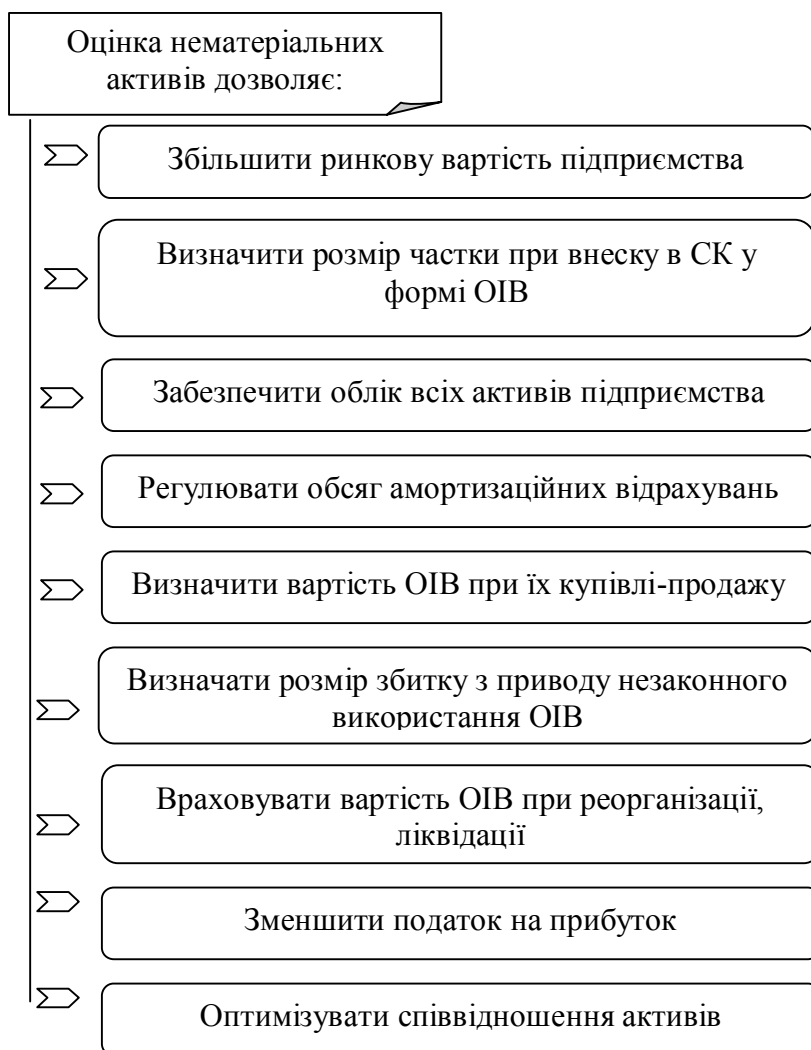 Оцінка нематеріальних
активів дозволяє:
Збільшити ринкову вартість підприємства
Визначити розмір частки при внеску в СК у
формі ОІВ
Забезпечити облік всіх активів підприємства
Регулювати обсяг амортизаційних відрахувань
Визначити вартість ОІВ при їх купівлі-продажу
Визначати розмір збитку з приводу незаконного
використання ОІВ
Враховувати вартість ОІВ при реорганізації,
ліквідації
Зменшити податок на прибуток
Оптимізувати співвідношення активів